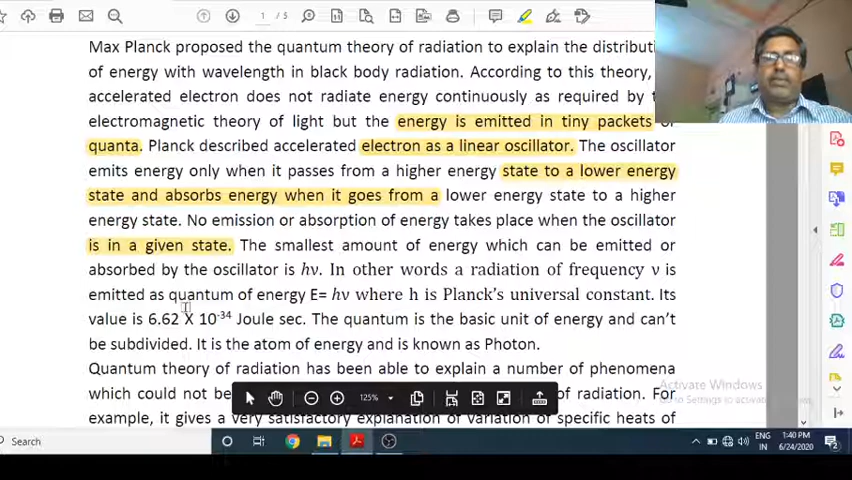 1 / 5
Max Planck proposed the quantum theory of radiation to explain the distributi
of energy with wavelength in black body radiation. According to this theory,
accelerated electron does not radiate energy continuously as required by t
electromagnetic theory of light but the energy is emitted in tiny packets or
quanta. Planck described accelerated electron as a linear oscillator. The oscillator
emits energy only when it passes from a higher energy state to a lower energy
state and absorbs energy when it goes from a lower energy state to a higher
energy state. No emission or absorption of energy takes place when the oscillator
is in a given state. The smallest amount of energy which can be emitted or
absorbed by the oscillator is hν. In other words a radiation of frequency ν is
emitted as quantum of energy E= hν where h is Planck's universal constant. Its
value is 6.62 X 10⁻³⁴ Joule sec. The quantum is the basic unit of energy and can't
be subdivided. It is the atom of energy and is known as Photon.
Quantum theory of radiation has been able to explain a number of phenomena
which could not be of radiation. For
example, it gives a very satisfactory explanation of variation of specific heats of
125%
Activate Windows
Go to Settings to activate Windows.
Search
ENG
IN
1:40 PM
6/24/2020
2